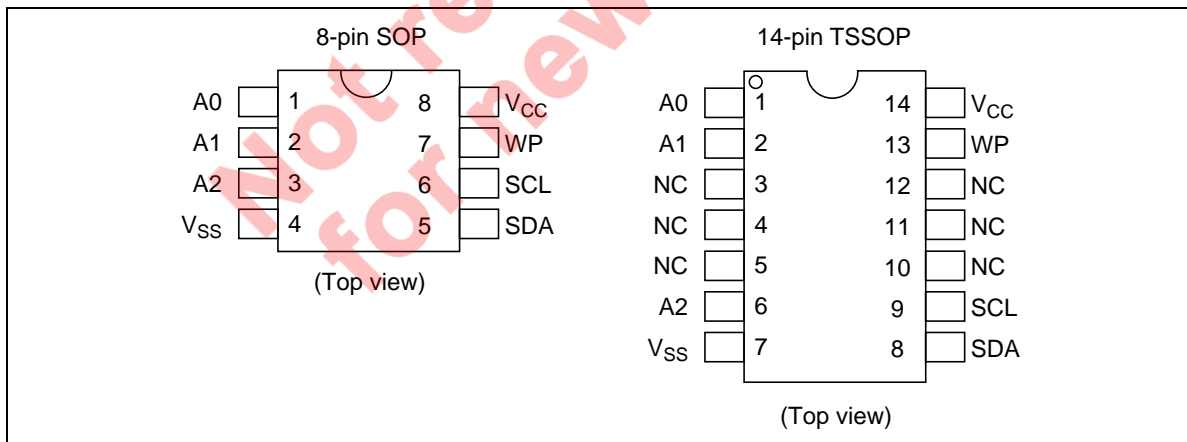 8-pin SOP
A0 1 8 VCC
A1 2 7 WP
A2 3 6 SCL
VSS 4 5 SDA
(Top view)
14-pin TSSOP
A0 1 14 VCC
A1 2 13 WP
NC 3 12 NC
NC 4 11 NC
NC 5 10 NC
A2 6 9 SCL
VSS 7 8 SDA
(Top view)
Not re
for new